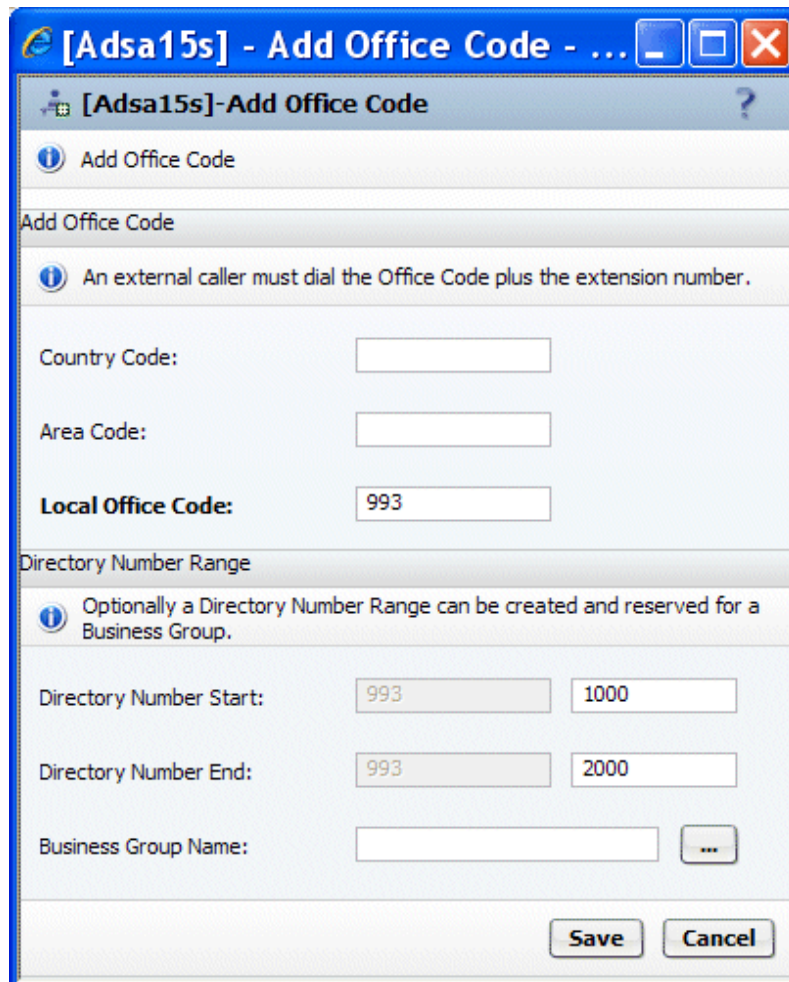 [Adsa15s] - Add Office Code - ...
[Adsa15s]-Add Office Code ?
Add Office Code
Add Office Code
An external caller must dial the Office Code plus the extension number.
Country Code:
Area Code:
Local Office Code: 993
Directory Number Range
Optionally a Directory Number Range can be created and reserved for a
Business Group.
Directory Number Start: 993 1000
Directory Number End: 993 2000
Business Group Name: ...
Save Cancel